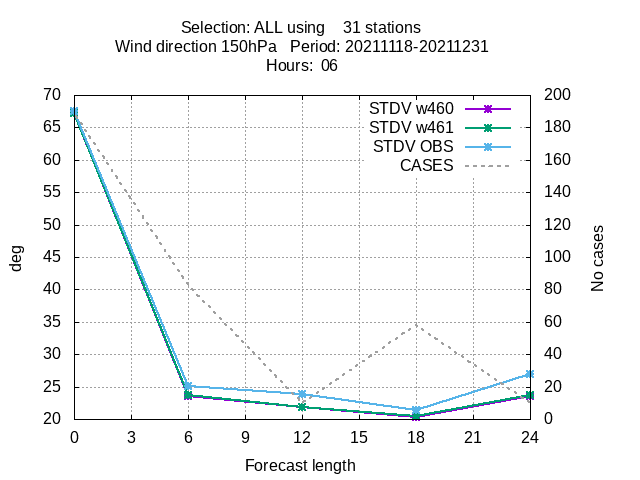 Selection: ALL using    31 stations
Wind direction 150hPa   Period: 20211118-20211231
Hours:  06
70
65
60
55
50
45
40
35
30
25
20
200
180
160
140
120
100
80
60
40
20
0
STDV w460
STDV w461
STDV OBS
CASES
deg
No cases
0 3 6 9 12 15 18 21 24
Forecast length